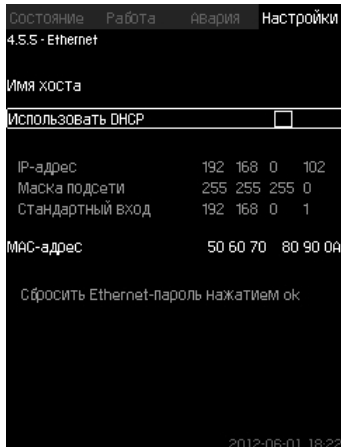 Состояние Работа Авария Настройки
4.5.5 - Ethernet
Имя хоста
Использовать DHCP
IP-адрес 192 168 0 102
Маска подсети 255 255 255 0
Стандартный вход 192 168 0 1
MAC-адрес 50 60 70 80 90 0A
Сбросить Ethernet-пароль нажатием ok
2012-06-01 18:22